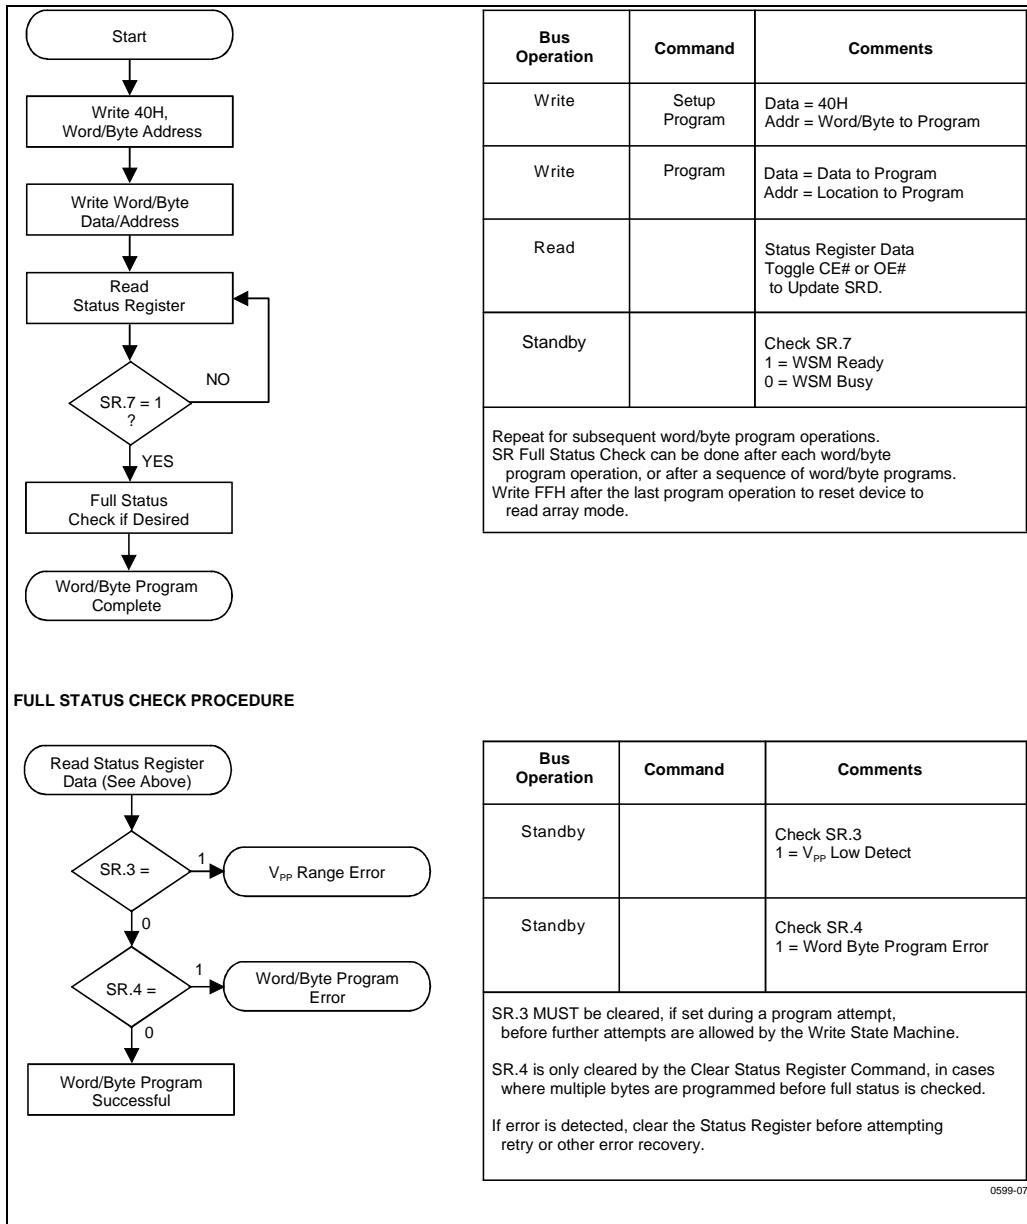 Start
Write 40H,
Word/Byte Address
Write Word/Byte
Data/Address
Read
Status Register
NO
SR.7 = 1
?
YES
Full Status
Check if Desired
Word/Byte Program
Complete
Bus
Operation
Command
Comments
Write
Setup
Program
Data = 40H
Addr = Word/Byte to Program
Write
Program
Data = Data to Program
Addr = Location to Program
Read
Status Register Data
Toggle CE# or OE#
to Update SRD.
Standby
Check SR.7
1 = WSM Ready
0 = WSM Busy
Repeat for subsequent word/byte program operations.
SR Full Status Check can be done after each word/byte
program operation, or after a sequence of word/byte programs.
Write FFH after the last program operation to reset device to
read array mode.
FULL STATUS CHECK PROCEDURE
Read Status Register
Data (See Above)
SR.3 =
1
VPP Range Error
0
SR.4 =
1
Word/Byte Program
Error
0
Word/Byte Program
Successful
Bus
Operation
Command
Comments
Standby
Check SR.3
1 = VPP Low Detect
Standby
Check SR.4
1 = Word Byte Program Error
SR.3 MUST be cleared, if set during a program attempt,
before further attempts are allowed by the Write State Machine.
SR.4 is only cleared by the Clear Status Register Command, in cases
where multiple bytes are programmed before full status is checked.
If error is detected, clear the Status Register before attempting
retry or other error recovery.
0599-07